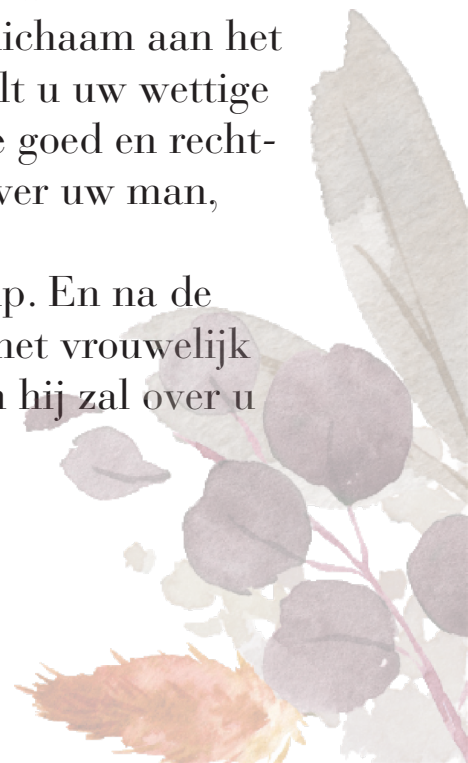 lichaam aan het
lt u uw wettige
e goed en recht-
ver uw man,
p. En na de
het vrouwelijk
n hij zal over u